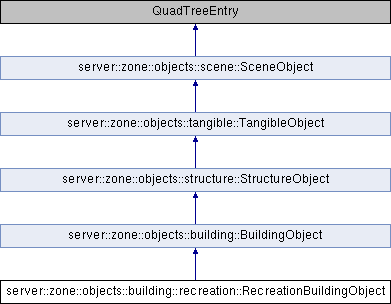 QuadTreeEntry
server::zone::objects::scene::SceneObject
server::zone::objects::tangible::TangibleObject
server::zone::objects::structure::StructureObject
server::zone::objects::building::BuildingObject
server::zone::objects::building::recreation::RecreationBuildingObject